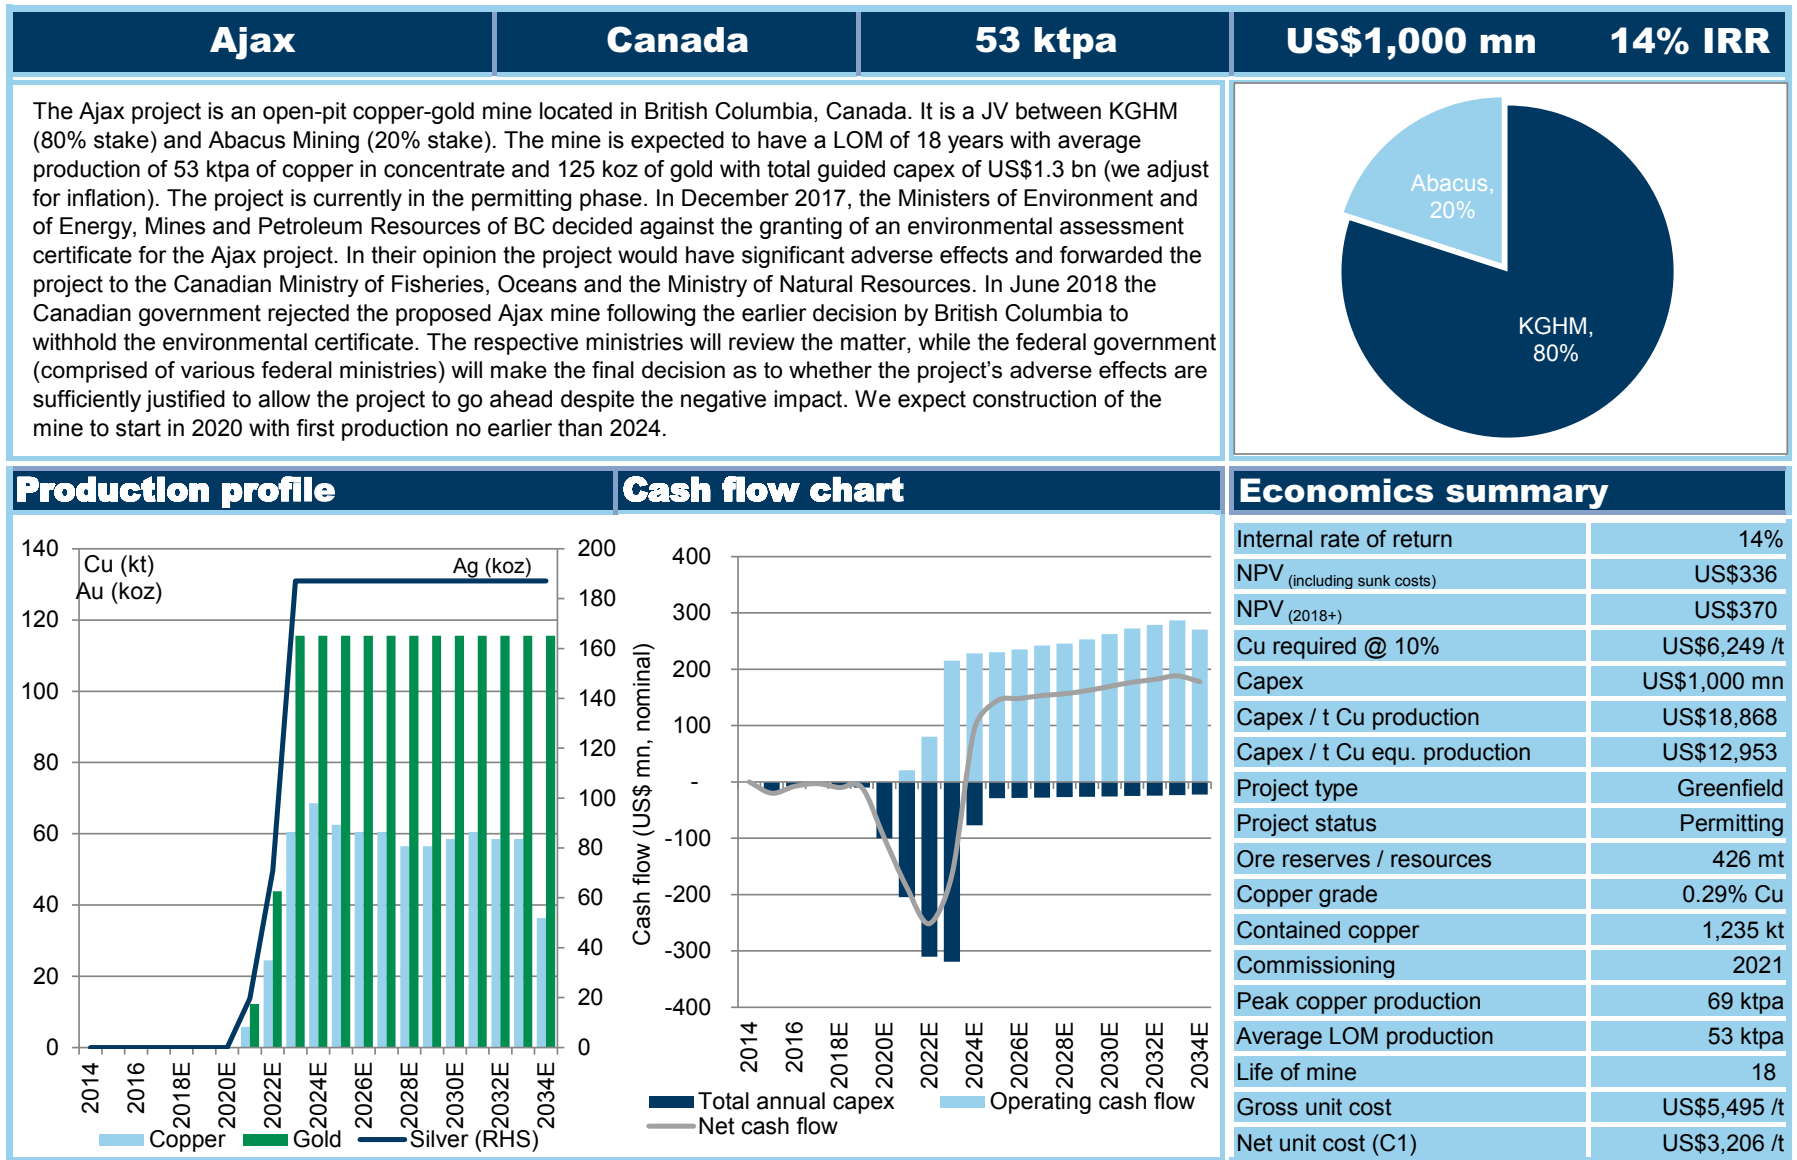 Ajax
Canada
53 ktpa
US$1,000 mn
14% IRR
The Ajax project is an open-pit copper-gold mine located in British Columbia, Canada. It is a JV between KGHM
(80% stake) and Abacus Mining (20% stake). The mine is expected to have a LOM of 18 years with average
production of 53 ktpa of copper in concentrate and 125 koz of gold with total guided capex of US$1.3 bn (we adjust
for inflation). The project is currently in the permitting phase. In December 2017, the Ministers of Environment and
of Energy, Mines and Petroleum Resources of BC decided against the granting of an environmental assessment
certificate for the Ajax project. In their opinion the project would have significant adverse effects and forwarded the
project to the Canadian Ministry of Fisheries, Oceans and the Ministry of Natural Resources. In June 2018 the
Canadian government rejected the proposed Ajax mine following the earlier decision by British Columbia to
withhold the environmental certificate. The respective ministries will review the matter, while the federal government
(comprised of various federal ministries) will make the final decision as to whether the project's adverse effects are
sufficiently justified to allow the project to go ahead despite the negative impact. We expect construction of the
mine to start in 2020 with first production no earlier than 2024.
Abacus,
20%
KGHM,
80%
Production profile
140
120
100
80
60
40
20
0
Cu (kt)
Au (koz)
Ag (koz)
200
180
160
140
120
100
80
60
40
20
0
2014
2016
2018E
2020E
2022E
2024E
2026E
2028E
2030E
2032E
2034E
Copper
Gold
Silver (RHS)
Cash flow chart
Cash flow (US$ mn, nominal)
400
300
200
100
-
-100
-200
-300
-400
2014
2016
2018E
2020E
2022E
2024E
2026E
2028E
2030E
2032E
2034E
Total annual capex
Operating cash flow
Net cash flow
Economics summary
Internal rate of return 14%
NPV (including sunk costs) US$336
NPV (2018+) US$370
Cu required @ 10% US$6,249 /t
Capex US$1,000 mn
Capex / t Cu production US$18,868
Capex / t Cu equ. production US$12,953
Project type Greenfield
Project status Permitting
Ore reserves / resources 426 mt
Copper grade 0.29% Cu
Contained copper 1,235 kt
Commissioning 2021
Peak copper production 69 ktpa
Average LOM production 53 ktpa
Life of mine 18
Gross unit cost US$5,495 /t
Net unit cost (C1) US$3,206 /t